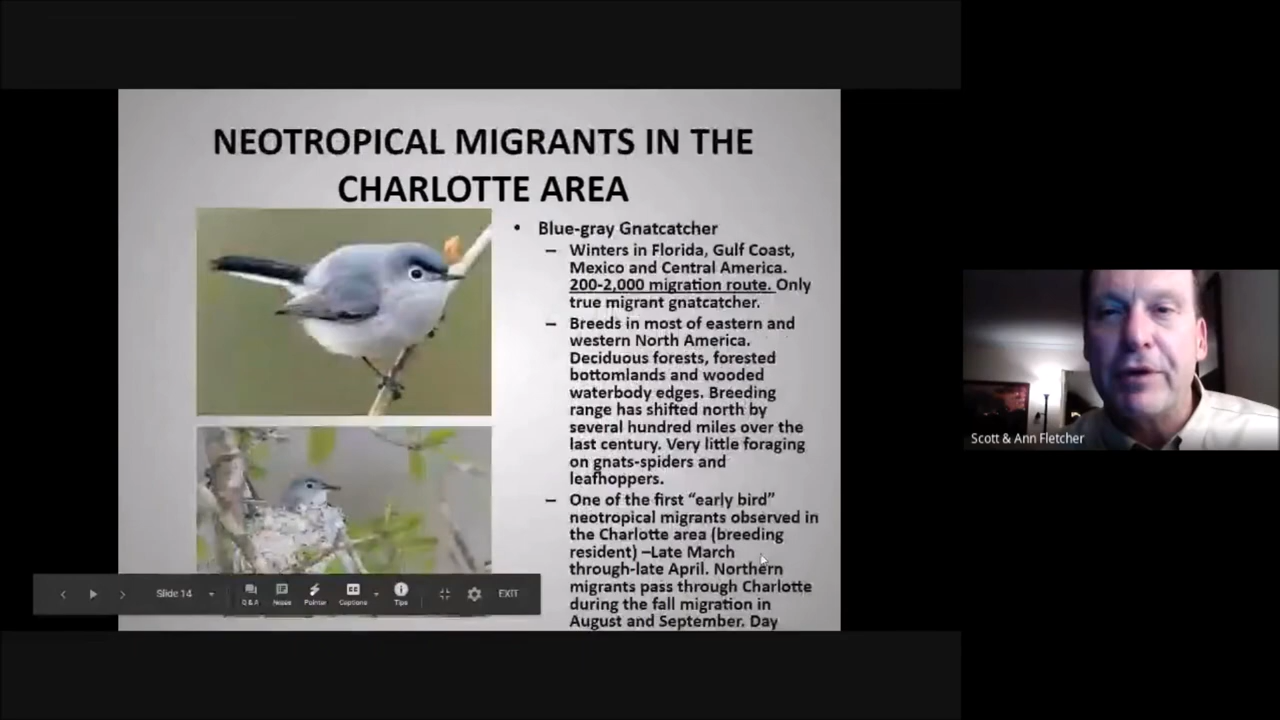 NEOTROPICAL MIGRANTS IN THE
CHARLOTTE AREA
• Blue-gray Gnatcatcher
– Winters in Florida, Gulf Coast,
Mexico and Central America.
200-2,000 migration route. Only
true migrant gnatcatcher.
– Breeds in most of eastern and
western North America.
Deciduous forests, forested
bottomlands and wooded
waterbody edges. Breeding
range has shifted north by
several hundred miles over the
last century. Very little foraging
on gnats-spiders and
leafhoppers.
– One of the first “early bird”
neotropical migrants observed in
the Charlotte area (breeding
resident) –Late March
through-late April. Northern
migrants pass through Charlotte
during the fall migration in
August and September. Day
Slide 14
Q & A
Notes
Pointer
Captions
Tips
EXIT
Scott & Ann Fletcher